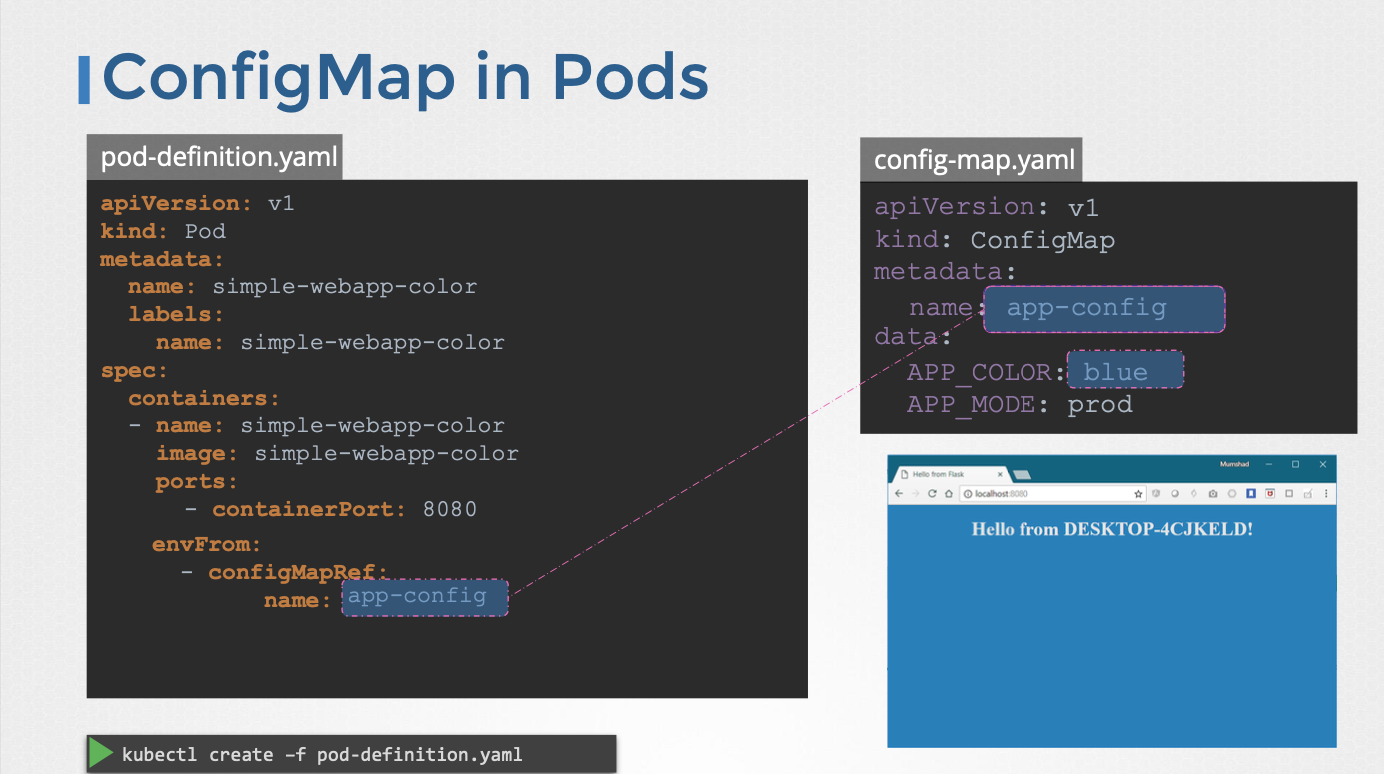 ConfigMap in Pods
pod-definition.yaml
apiVersion: v1
kind: Pod
metadata:
  name: simple-webapp-color
  labels:
    name: simple-webapp-color
spec:
  containers:
  - name: simple-webapp-color
    image: simple-webapp-color
    ports:
      - containerPort: 8080
    envFrom:
      - configMapRef:
            name: app-config
kubectl create –f pod-definition.yaml
config-map.yaml
apiVersion: v1
kind: ConfigMap
metadata:
  name: app-config
data:
  APP_COLOR: blue
  APP_MODE: prod
Mumshad
Hello from Flask
localhost:8080
Hello from DESKTOP-4CJKELD!